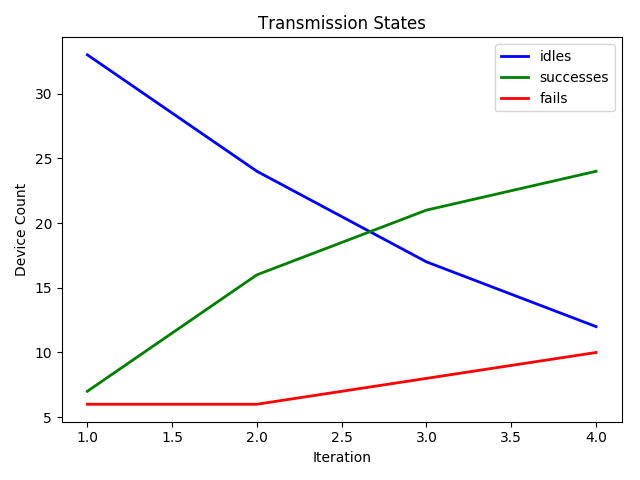 Transmission States
idles
successes
fails
30
25
20
15
10
5
Device Count
1.0 1.5 2.0 2.5 3.0 3.5 4.0
Iteration